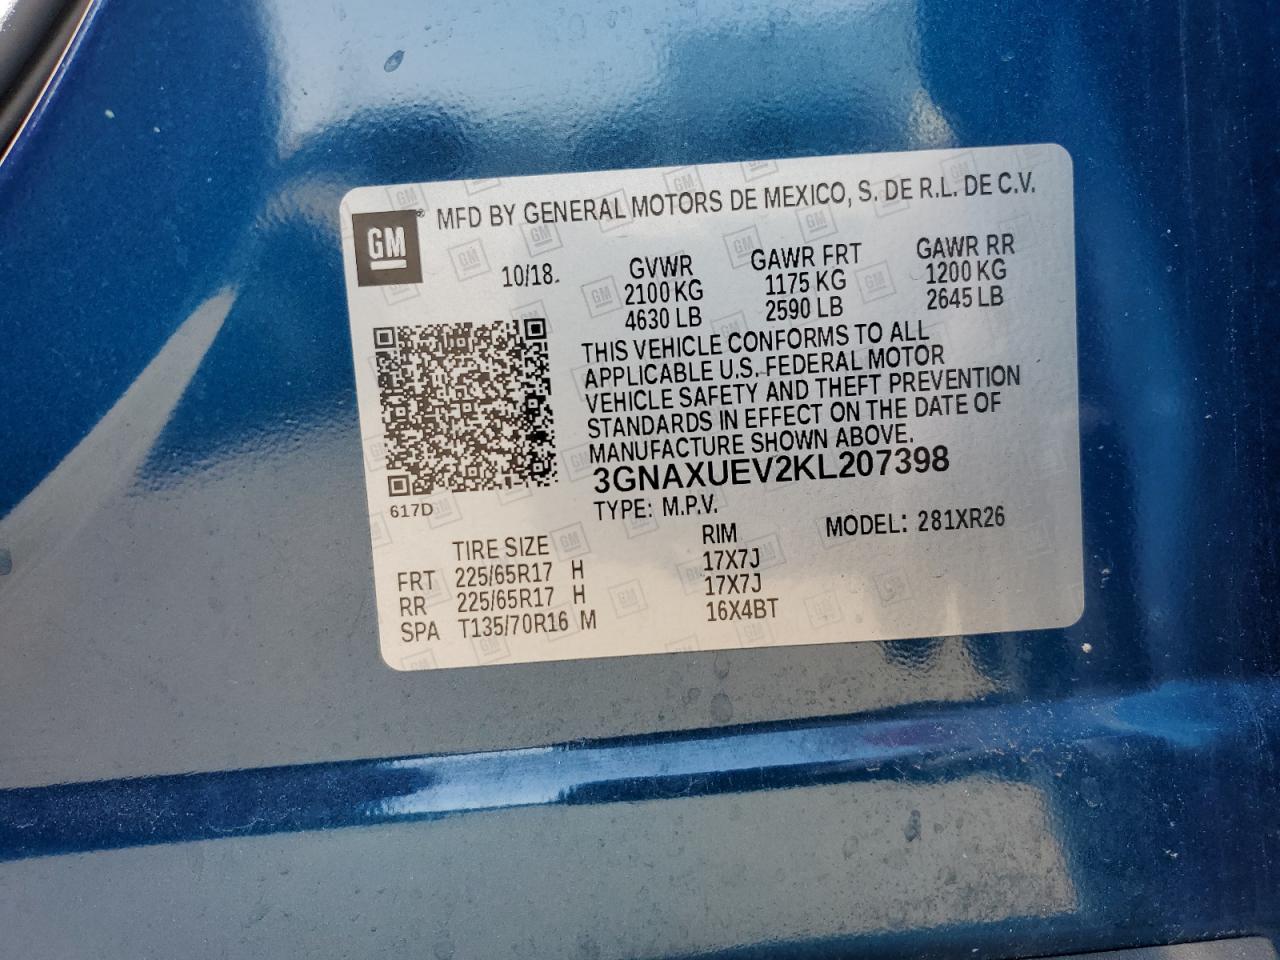 GM® MFD BY GENERAL MOTORS DE MEXICO, S. DE R.L. DE C.V.
10/18. GVWR GAWR FRT GAWR RR
2100 KG 1175 KG 1200 KG
4630 LB 2590 LB 2645 LB
THIS VEHICLE CONFORMS TO ALL
APPLICABLE U.S. FEDERAL MOTOR
VEHICLE SAFETY AND THEFT PREVENTION
STANDARDS IN EFFECT ON THE DATE OF
MANUFACTURE SHOWN ABOVE.
3GNAXUEV2KL207398
617D TYPE: M.P.V.
MODEL: 281XR26
TIRE SIZE RIM
FRT 225/65R17 H 17X7J
RR 225/65R17 H 17X7J
SPA T135/70R16 M 16X4BT